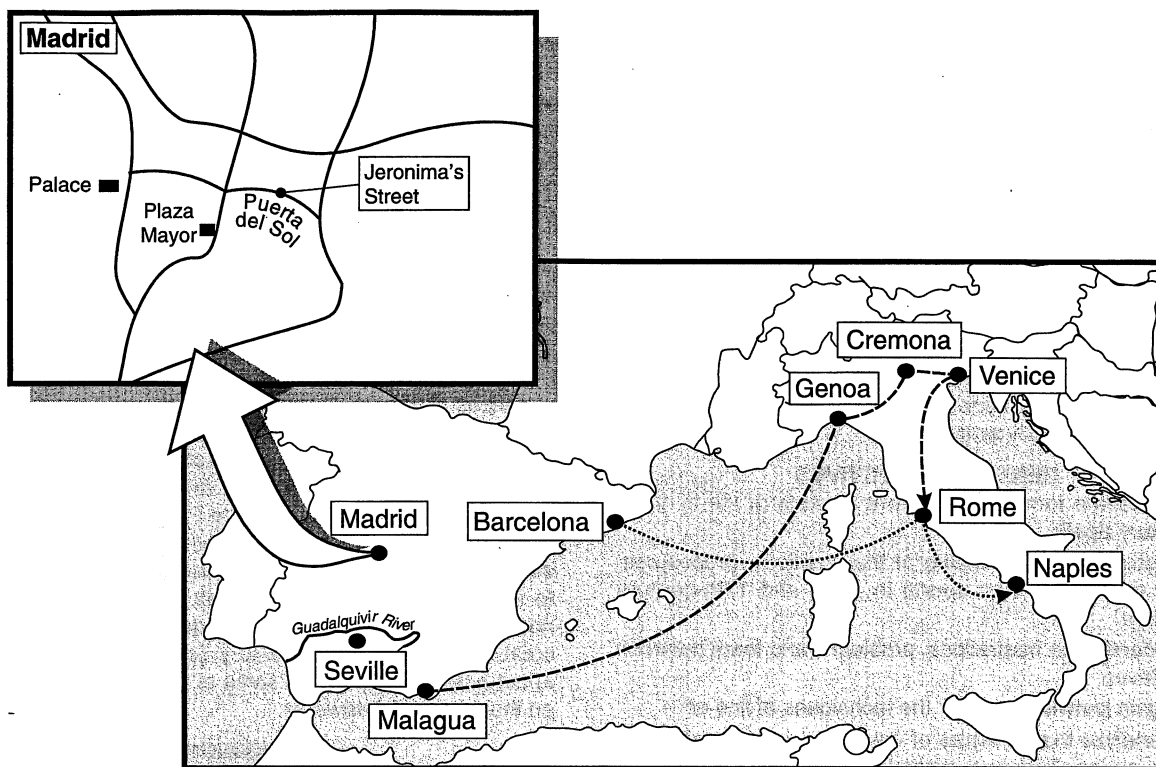 Madrid
Palace
Plaza
Mayor
Puerta
del Sol
Jeronima's
Street
Cremona
Genoa
Venice
Madrid
Barcelona
Rome
Naples
Guadalquivir River
Seville
Malagua